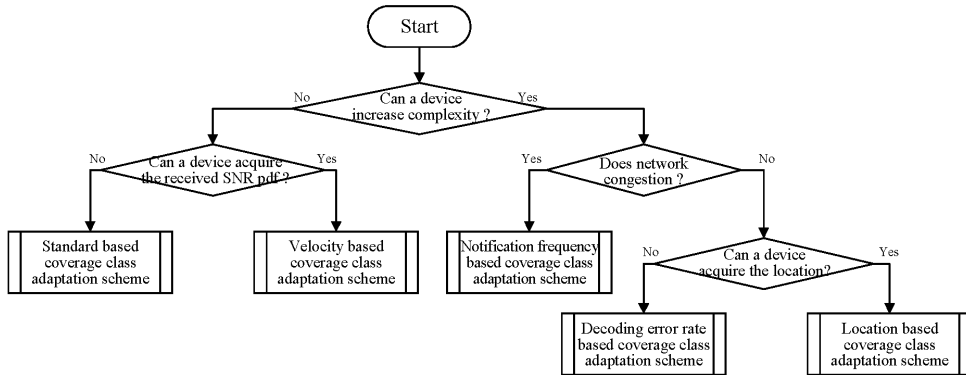 Start
Can a device
increase complexity ?
No
Yes
Can a device acquire
the received SNR pdf ?
No
Yes
Does network
congestion ?
Yes
No
Standard based
coverage class
adaptation scheme
Velocity based
coverage class
adaptation scheme
Notification frequency
based coverage class
adaptation scheme
Can a device
acquire the location?
No
Yes
Decoding error rate
based coverage class
adaptation scheme
Location based
coverage class
adaptation scheme